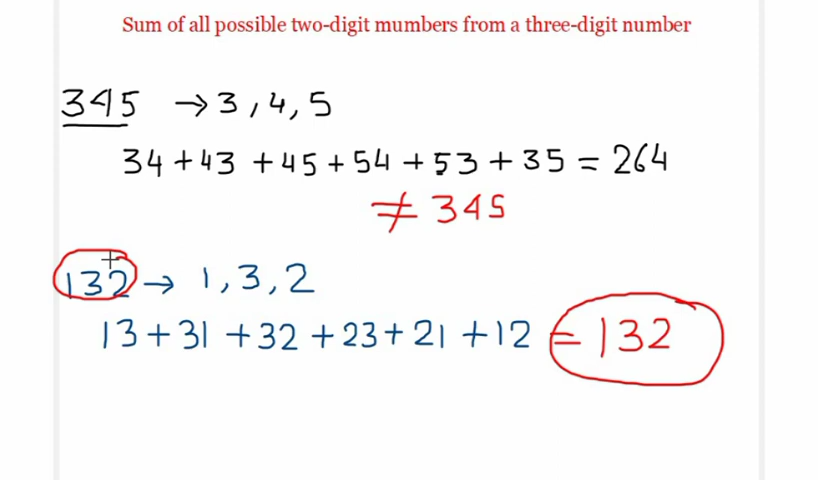 Sum of all possible two-digit mumbers from a three-digit number
345 → 3, 4, 5
34 + 43 + 45 + 54 + 53 + 35 = 264
≠ 345
132 → 1, 3, 2
13 + 31 + 32 + 23 + 21 + 12 = 132